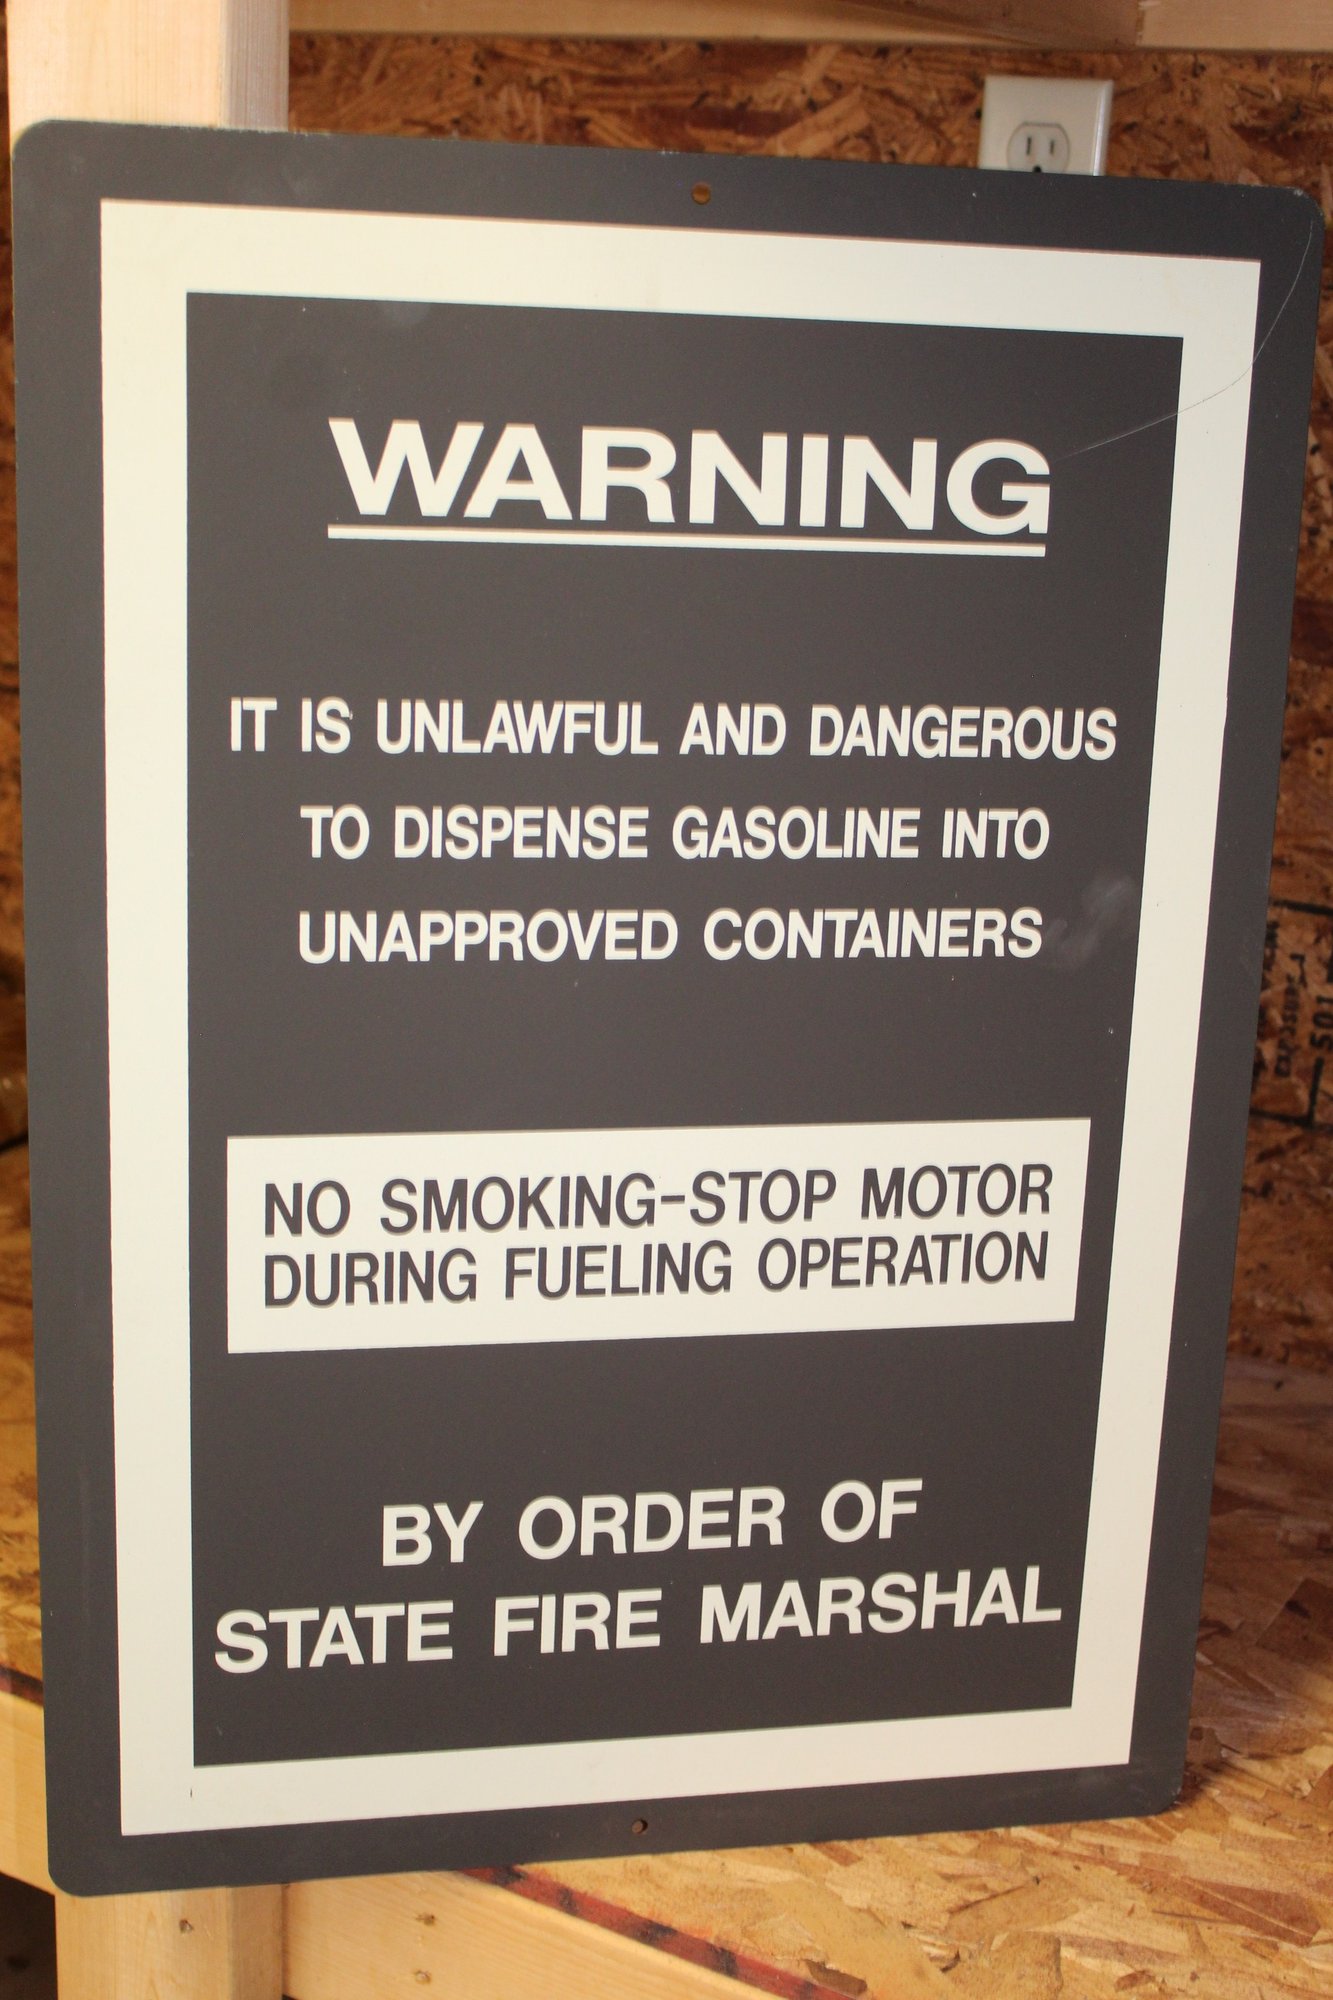 WARNING
IT IS UNLAWFUL AND DANGEROUS
TO DISPENSE GASOLINE INTO
UNAPPROVED CONTAINERS
NO SMOKING-STOP MOTOR
DURING FUELING OPERATION
BY ORDER OF
STATE FIRE MARSHAL